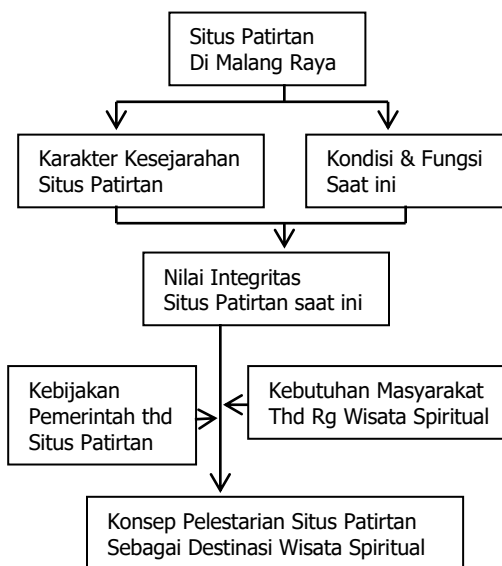 Situs Patirtan
Di Malang Raya
Karakter Kesejarahan
Situs Patirtan
Kondisi & Fungsi
Saat ini
Nilai Integritas
Situs Patirtan saat ini
Kebijakan
Pemerintah thd
Situs Patirtan
Kebutuhan Masyarakat
Thd Rg Wisata Spiritual
Konsep Pelestarian Situs Patirtan
Sebagai Destinasi Wisata Spiritual